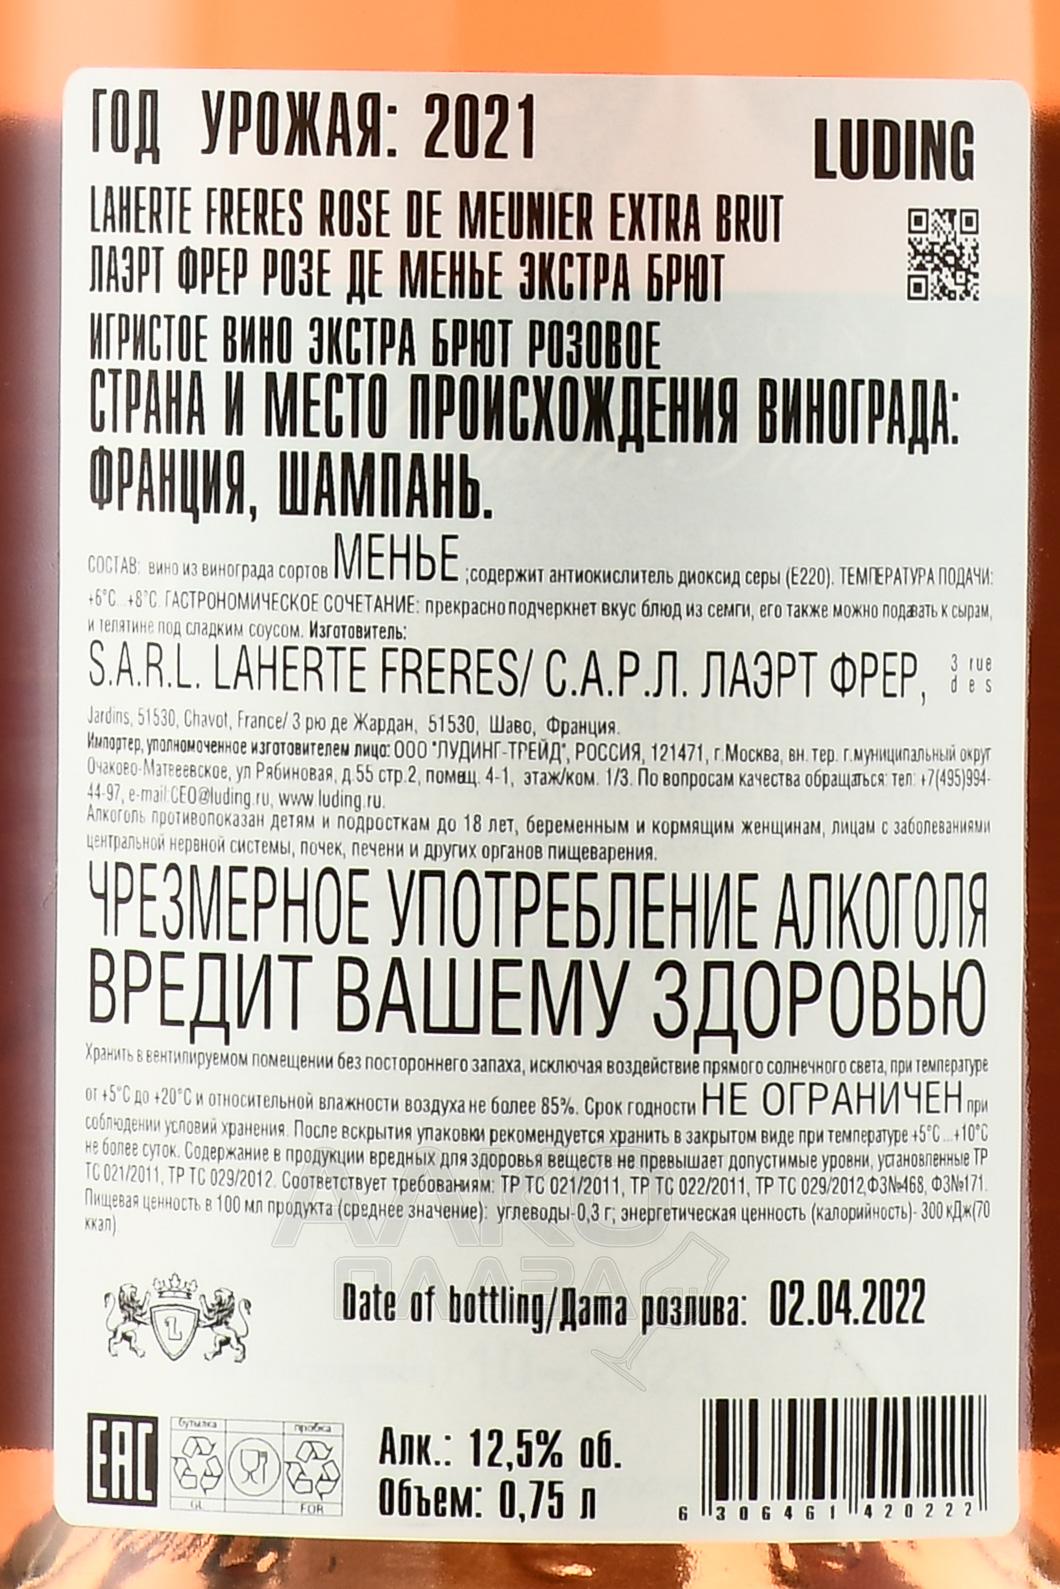 ГОД УРОЖАЯ: 2021
LUDING
LAHERTE FRERES ROSE DE MEUNIER EXTRA BRUT
ЛАЭРТ ФРЕР РОЗЕ ДЕ МЕНЬЕ ЭКСТРА БРЮТ
ИГРИСТОЕ ВИНО ЭКСТРА БРЮТ РОЗОВОЕ
СТРАНА И МЕСТО ПРОИСХОЖДЕНИЯ ВИНОГРАДА:
ФРАНЦИЯ, ШАМПАНЬ.
СОСТАВ: вино из винограда сортов МЕНЬЕ ;содержит антиокислитель диоксид серы (Е220). ТЕМПЕРАТУРА ПОДАЧИ:
+6°С...+8°С. ГАСТРОНОМИЧЕСКОЕ СОЧЕТАНИЕ: прекрасно подчеркнет вкус блюд из семги, его также можно подавать к сырам,
и телятине под сладким соусом. Изготовитель:
S.A.R.L. LAHERTE FRERES/ С.А.Р.Л. ЛАЭРТ ФРЕР, 3 rue des
Jardins, 51530, Chavot, France/ 3 рю де Жардан, 51530, Шаво, Франция.
Импортер, уполномоченное изготовителем лицо: ООО "ЛУДИНГ-ТРЕЙД", РОССИЯ, 121471, г.Москва, вн. тер. г.муниципальный округ
Очаково-Матвеевское, ул Рябиновая, д.55 стр.2, помещ. 4-1, этаж/ком. 1/3. По вопросам качества обращаться: тел: +7(495)994-
44-97, e-mail:CEO@luding.ru, www.luding.ru.
Алкоголь противопоказан детям и подросткам до 18 лет, беременным и кормящим женщинам, лицам с заболеваниями
центральной нервной системы, почек, печени и других органов пищеварения.
ЧРЕЗМЕРНОЕ УПОТРЕБЛЕНИЕ АЛКОГОЛЯ
ВРЕДИТ ВАШЕМУ ЗДОРОВЬЮ
Хранить в вентилируемом помещении без постороннего запаха, исключая воздействие прямого солнечного света, при температуре
от +5°С до +20°С и относительной влажности воздуха не более 85%. Срок годности НЕ ОГРАНИЧЕН при
соблюдении условий хранения. После вскрытия упаковки рекомендуется хранить в закрытом виде при температуре +5°С...+10°С
не более суток. Содержание в продукции вредных для здоровья веществ не превышает допустимые уровни, установленные ТР
ТС 021/2011, ТР ТС 029/2012. Соответствует требованиям: ТР ТС 021/2011, ТР ТС 022/2011, ТР ТС 029/2012,ФЗ№468, ФЗ№171.
Пищевая ценность в 100 мл продукта (среднее значение): углеводы-0,3 г; энергетическая ценность (калорийность)- 300 кДж(70
ккал)
АЛКО
ПЛАЗА
.ru
L
Date of bottling/Дата розлива: 02.04.2022
EAC
бутылка
GL
пробка
FOR
Алк.: 12,5% об.
Объем: 0,75 л
6 306461 420222